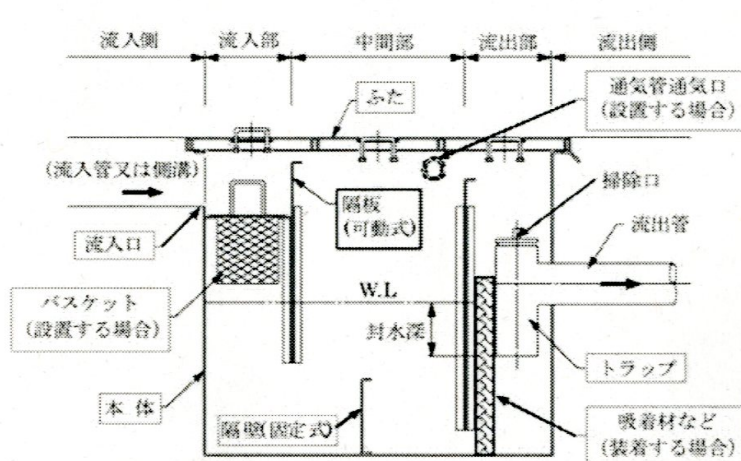 流入側
流入部
中間部
流出部
流出側
通気管通気口
(設置する場合)
ふた
(流入管又は側溝)
隔板
(可動式)
掃除口
流出管
流入口
バスケット
(設置する場合)
W.L
封水深
トラップ
本体
隔壁(固定式)
吸着材など
(装着する場合)